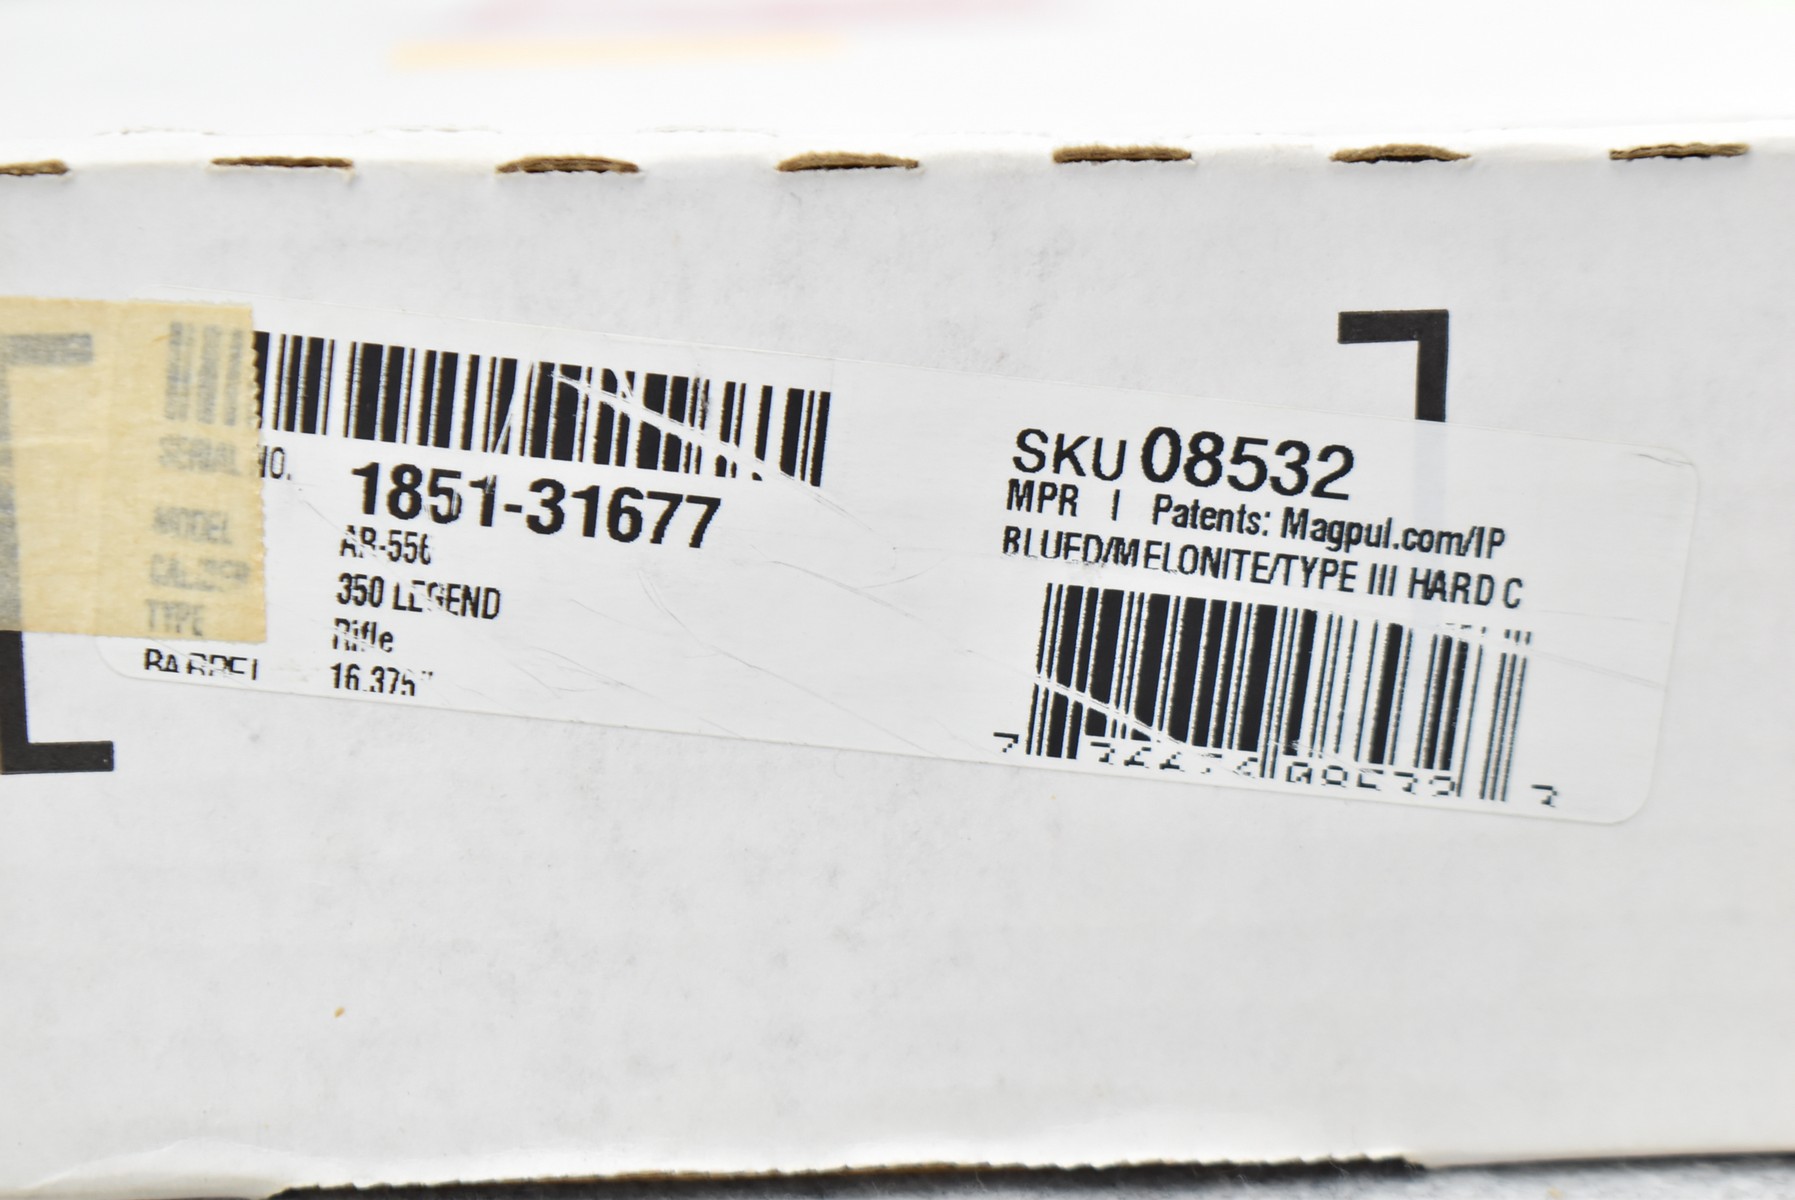 SERIAL NO. 1851-31677
MODEL AR-556
CALIBER 350 LEGEND
TYPE Rifle
BARREL 16.375"
SKU 08532
MPR | Patents: Magpul.com/IP
BLUED/MELONITE/TYPE III HARD C